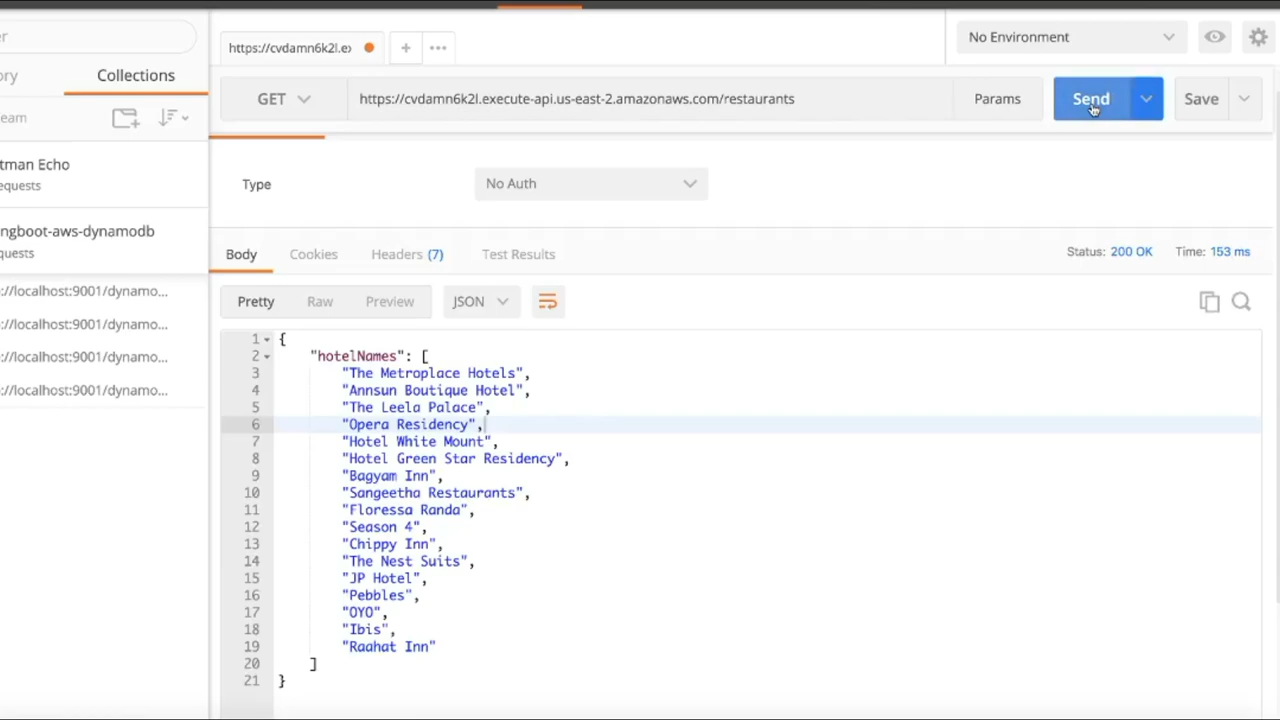 er
ory
Collections
eam
tman Echo
equests
ngboot-aws-dynamodb
quests
://localhost:9001/dynamo...
://localhost:9001/dynamo...
://localhost:9001/dynamo...
://localhost:9001/dynamo...
https://cvdamn6k2l.ex
+
•••
No Environment
GET
https://cvdamn6k2l.execute-api.us-east-2.amazonaws.com/restaurants
Params
Send
Save
Type
No Auth
Body
Cookies
Headers (7)
Test Results
Status: 200 OK
Time: 153 ms
Pretty
Raw
Preview
JSON
1 {
2 "hotelNames": [
3 "The Metroplace Hotels",
4 "Annsun Boutique Hotel",
5 "The Leela Palace",
6 "Opera Residency",
7 "Hotel White Mount",
8 "Hotel Green Star Residency",
9 "Bagyam Inn",
10 "Sangeetha Restaurants",
11 "Floressa Randa",
12 "Season 4",
13 "Chippy Inn",
14 "The Nest Suits",
15 "JP Hotel",
16 "Pebbles",
17 "OYO",
18 "Ibis",
19 "Raahat Inn"
20 ]
21 }